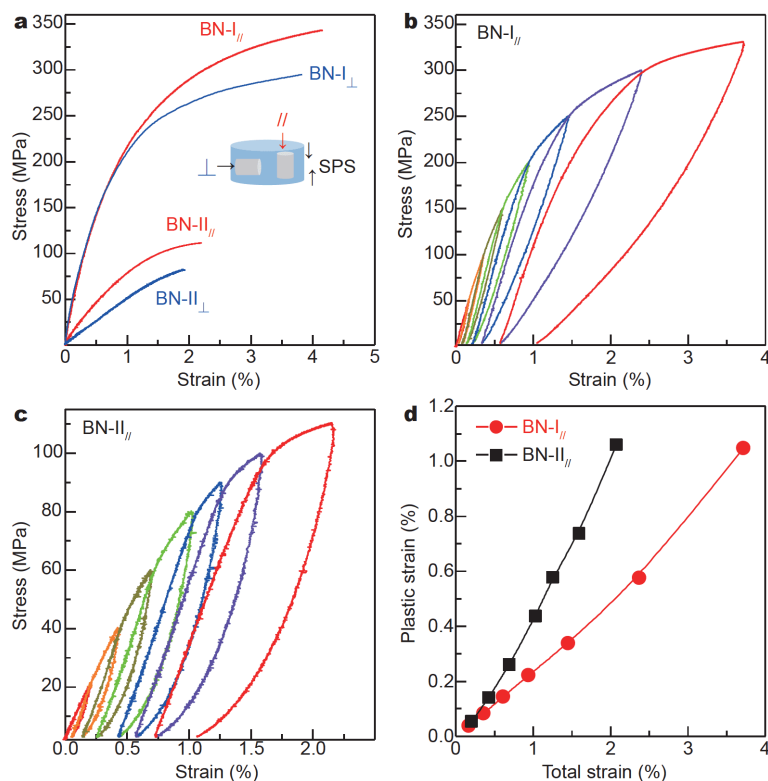 a
BN-I//
BN-I⊥
//
⊥
SPS
BN-II//
BN-II⊥
350
300
250
200
150
100
50
0
1
2
3
4
5
Stress (MPa)
Strain (%)
b
BN-I//
350
300
250
200
150
100
50
0
1
2
3
4
Stress (MPa)
Strain (%)
c
BN-II//
100
80
60
40
20
0.0
0.5
1.0
1.5
2.0
Stress (MPa)
Strain (%)
d
BN-I//
BN-II//
1.2
1.0
0.8
0.6
0.4
0.2
0.0
0
1
2
3
4
Plastic strain (%)
Total strain (%)